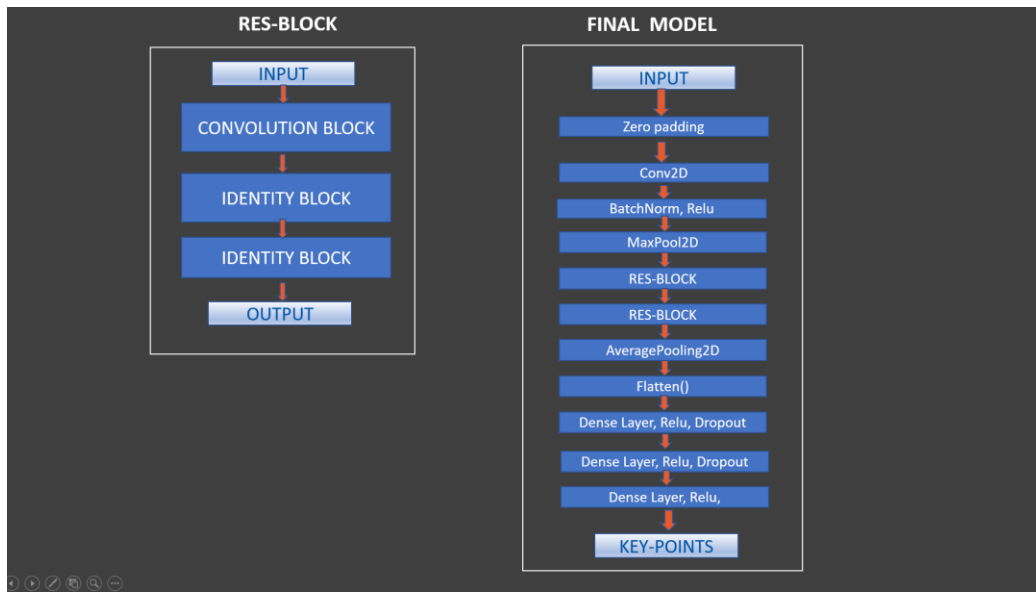 RES-BLOCK
INPUT
CONVOLUTION BLOCK
IDENTITY BLOCK
IDENTITY BLOCK
OUTPUT
FINAL MODEL
INPUT
Zero padding
Conv2D
BatchNorm, Relu
MaxPool2D
RES-BLOCK
RES-BLOCK
AveragePooling2D
Flatten()
Dense Layer, Relu, Dropout
Dense Layer, Relu, Dropout
Dense Layer, Relu,
KEY-POINTS